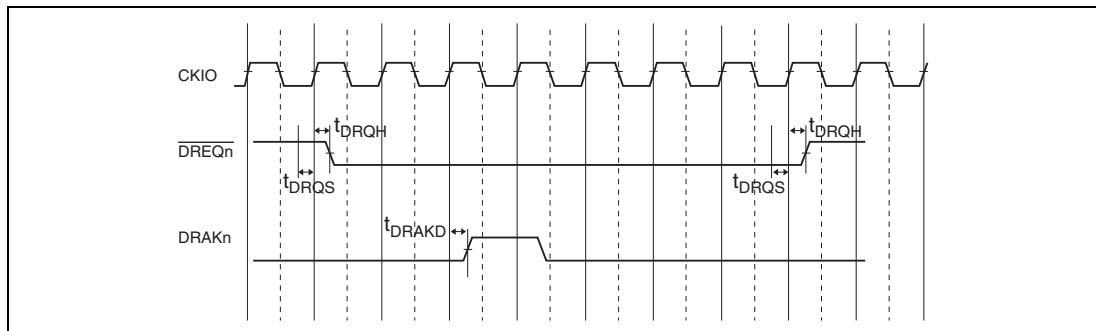 CKIO
tDRQH
tDRQH
DREQn
tDRQS
tDRQS
tDRAKD
DRAKn